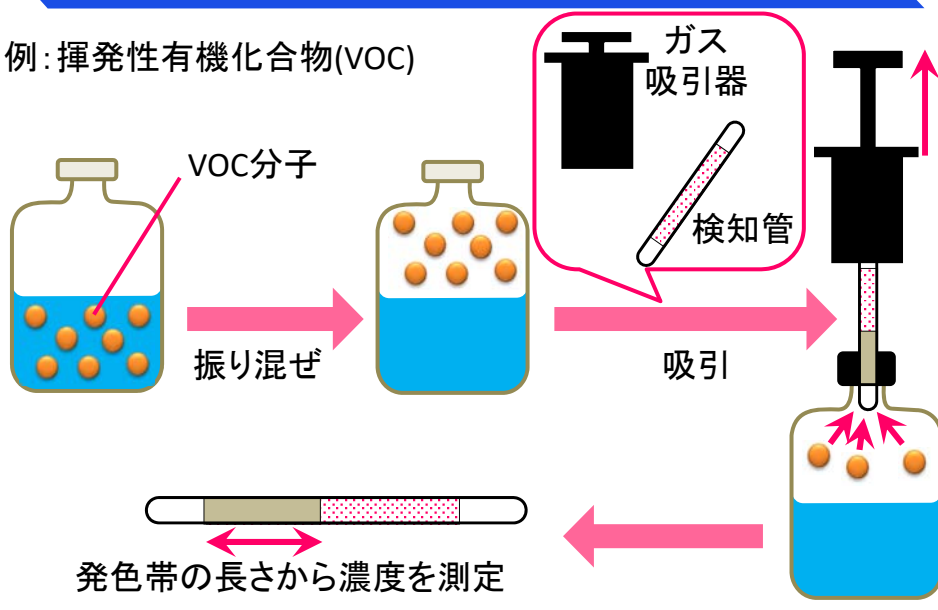 例：揮発性有機化合物(VOC)
ガス
吸引器
VOC分子
検知管
振り混ぜ
吸引
発色帯の長さから濃度を測定